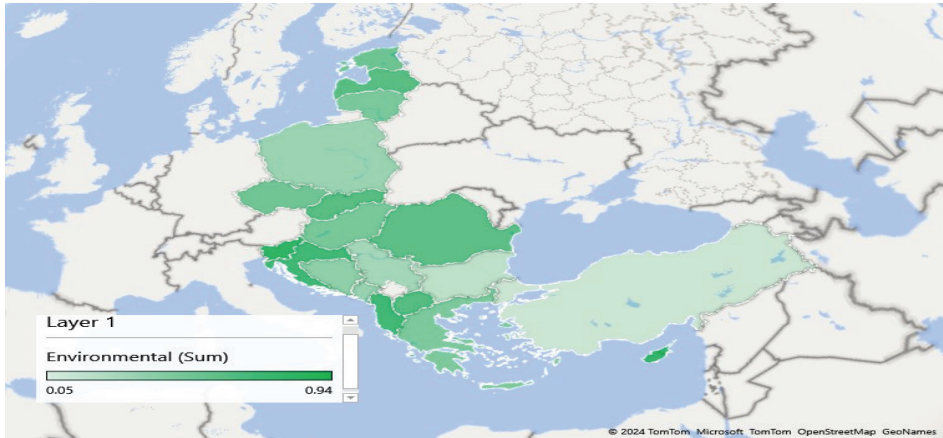 Layer 1
Environmental (Sum)
0.05 0.94
© 2024 TomTom Microsoft TomTom OpenStreetMap GeoNames